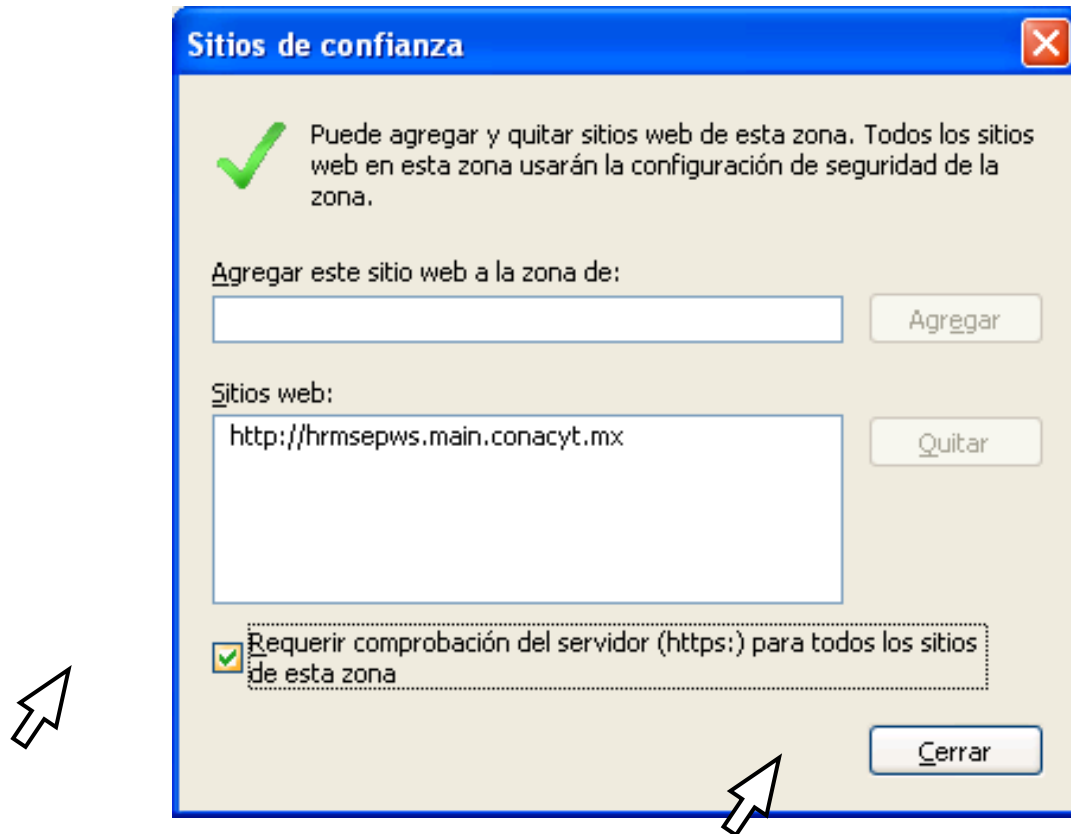 Sitios de confianza
Puede agregar y quitar sitios web de esta zona. Todos los sitios
web en esta zona usarán la configuración de seguridad de la
zona.
Agregar este sitio web a la zona de:
Agregar
Sitios web:
http://hrmsepws.main.conacyt.mx
Quitar
Requerir comprobación del servidor (https:) para todos los sitios
de esta zona
Cerrar